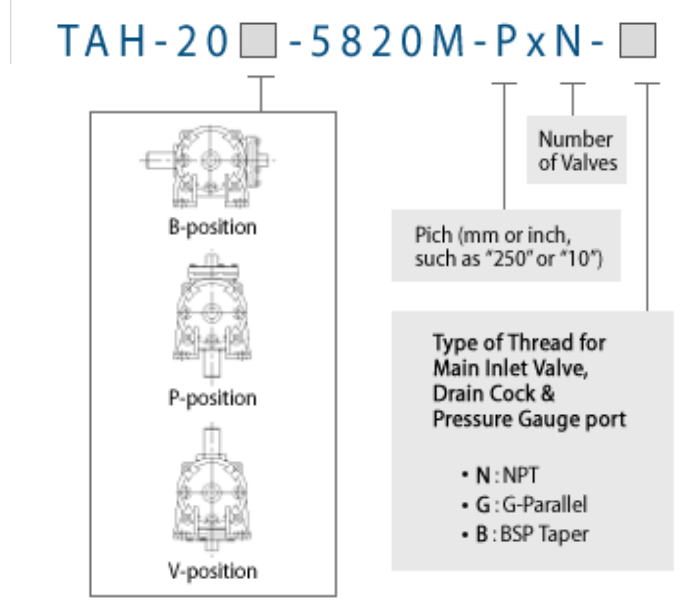 TAH-20□-5820M-PxN-□
Number
of Valves
B-position
Pich (mm or inch,
such as “250” or “10”)
P-position
Type of Thread for
Main Inlet Valve,
Drain Cock &
Pressure Gauge port
• N : NPT
• G : G-Parallel
• B : BSP Taper
V-position